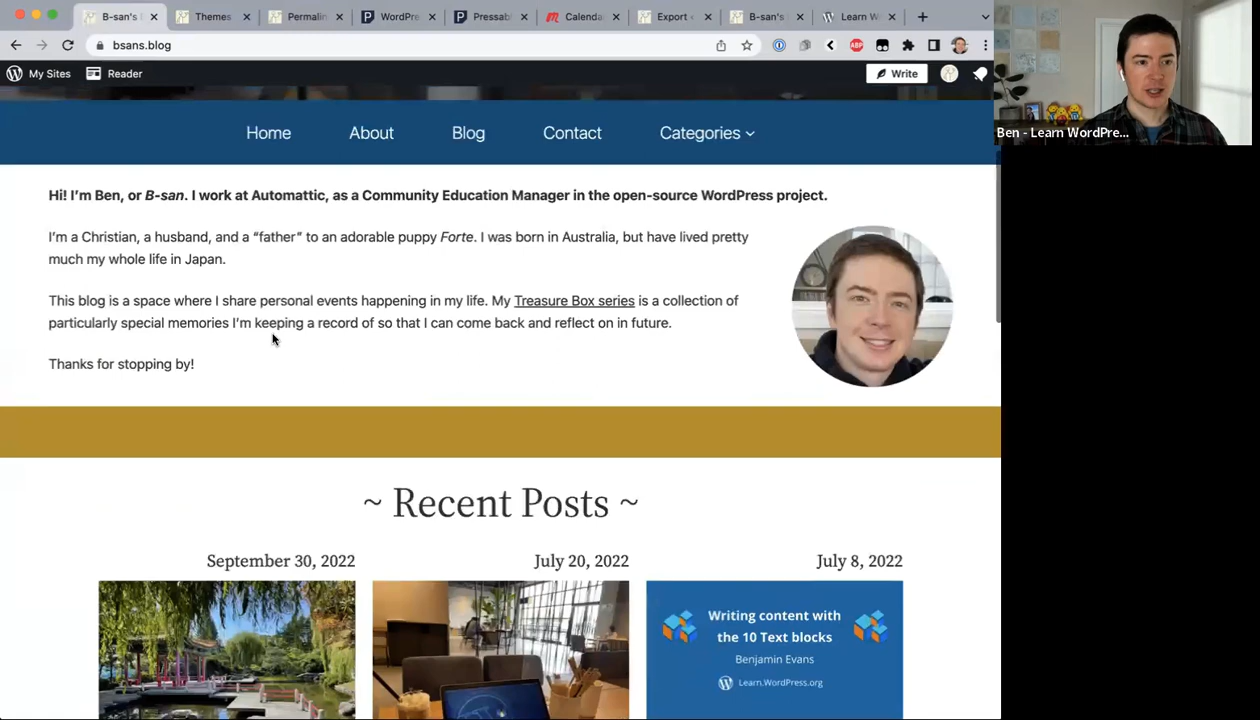 B-san's
Themes
Permalin
WordPre
Pressab
Calenda
Export
B-san's
Learn W
bsans.blog
My Sites
Reader
Write
Ben - Learn WordPre...
Home
About
Blog
Contact
Categories
Hi! I'm Ben, or B-san. I work at Automattic, as a Community Education Manager in the open-source WordPress project.
I'm a Christian, a husband, and a “father” to an adorable puppy Forte. I was born in Australia, but have lived pretty
much my whole life in Japan.
This blog is a space where I share personal events happening in my life. My Treasure Box series is a collection of
particularly special memories I'm keeping a record of so that I can come back and reflect on in future.
Thanks for stopping by!
~ Recent Posts ~
September 30, 2022
July 20, 2022
July 8, 2022
Writing content with
the 10 Text blocks
Benjamin Evans
Learn.WordPress.org